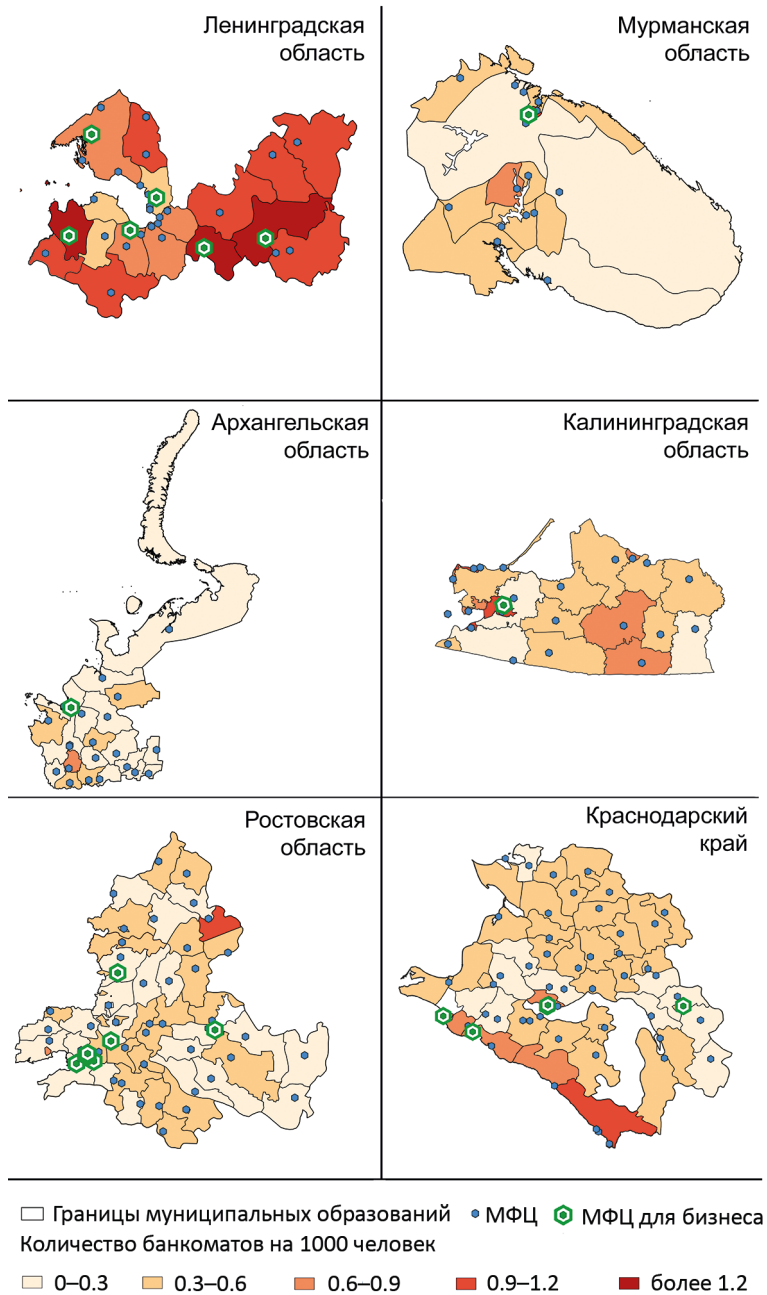 Ленинградская
область
Мурманская
область
Архангельская
область
Калининградская
область
Ростовская
область
Краснодарский
край
Границы муниципальных образований МФЦ МФЦ для бизнеса
Количество банкоматов на 1000 человек
0–0.3 0.3–0.6 0.6–0.9 0.9–1.2 более 1.2